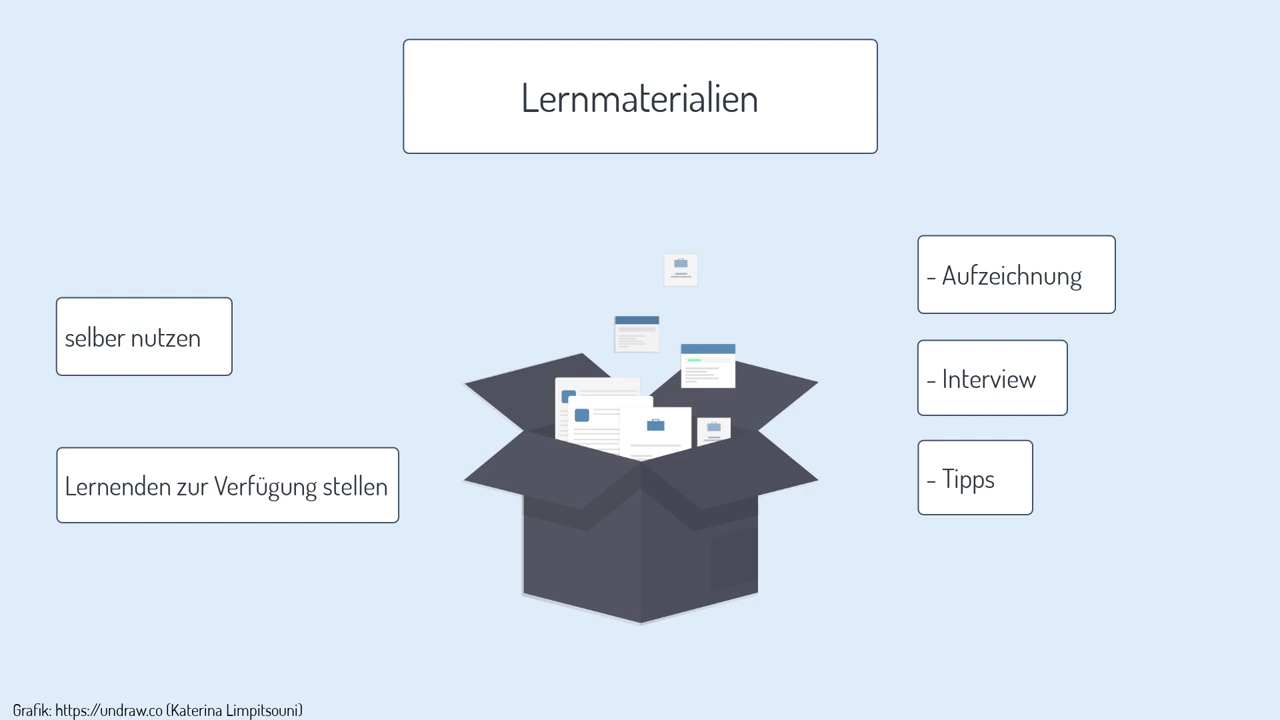 Lernmaterialien
selber nutzen
Lernenden zur Verfügung stellen
- Aufzeichnung
- Interview
- Tipps
Grafik: https://undraw.co (Katerina Limpitsouni)